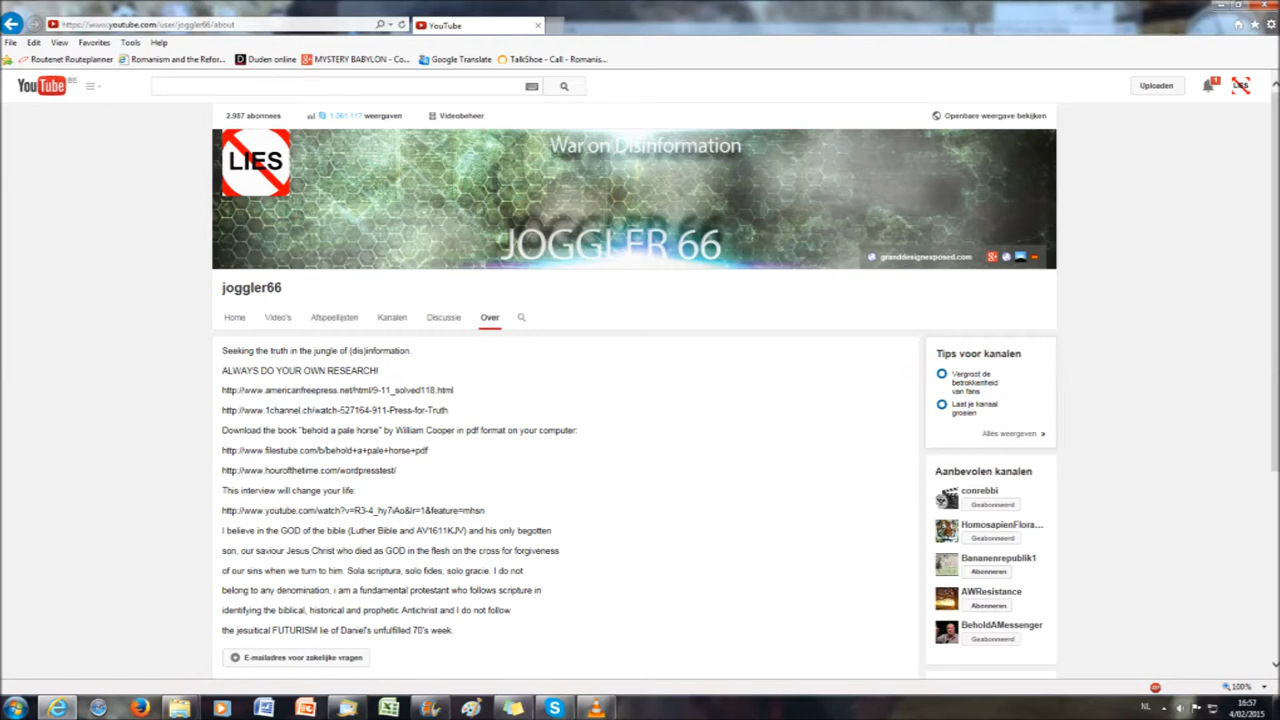 https://www.youtube.com/user/joggler66/about
YouTube
File Edit View Favorites Tools Help
Routenet Routeplanner
Romanism and the Refor...
Duden online
MYSTERY BABYLON - Co...
Google Translate
TalkShoe - Call - Romanis...
YouTube BE
Uploaden
1
LIES
2.987 abonnees
1.061.117 weergaven
Videobeheer
Openbare weergave bekijken
LIES
War on Disinformation
JOGGLER 66
granddesignexposed.com
joggler66
Home Video's Afspeellijsten Kanalen Discussie Over
Seeking the truth in the jungle of (dis)information.
ALWAYS DO YOUR OWN RESEARCH!
http://www.americanfreepress.net/html/9-11_solved118.html
http://www.1channel.ch/watch-527164-911-Press-for-Truth
Download the book "behold a pale horse" by William Cooper in pdf format on your computer:
http://www.filestube.com/b/behold+a+pale+horse+pdf
http://www.hourofthetime.com/wordpresstest/
This interview will change your life:
http://www.youtube.com/watch?v=R3-4_hy7iAo&lr=1&feature=mhsn
I believe in the GOD of the bible (Luther Bible and AV1611KJV) and his only begotten
son, our saviour Jesus Christ who died as GOD in the flesh on the cross for forgiveness
of our sins when we turn to him. Sola scriptura, solo fides, solo gracie. I do not
belong to any denomination, i am a fundamental protestant who follows scripture in
identifying the biblical, historical and prophetic Antichrist and I do not follow
the jesuitical FUTURISM lie of Daniel's unfulfilled 70's week.
E-mailadres voor zakelijke vragen
Tips voor kanalen
Vergroot de
betrokkenheid
van fans
Laat je kanaal
groeien
Alles weergeven »
Aanbevolen kanalen
conrebbi
Geabonneerd
HomosapienFlora...
Geabonneerd
Bananenrepublik1
Abonneren
AWResistance
Abonneren
BeholdAMessenger
Geabonneerd
100%
NL
16:57
4/02/2015